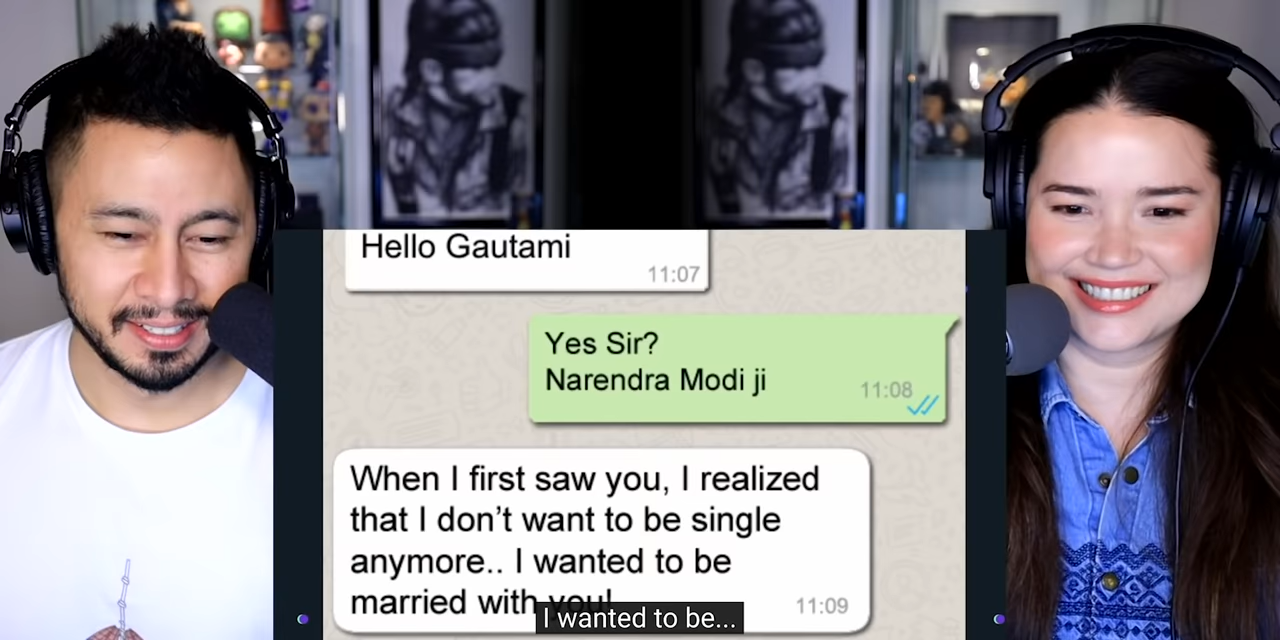 Hello Gautami
11:07
Yes Sir?
Narendra Modi ji
11:08
When I first saw you, I realized
that I don't want to be single
anymore.. I wanted to be
married with you!
11:09
I wanted to be...